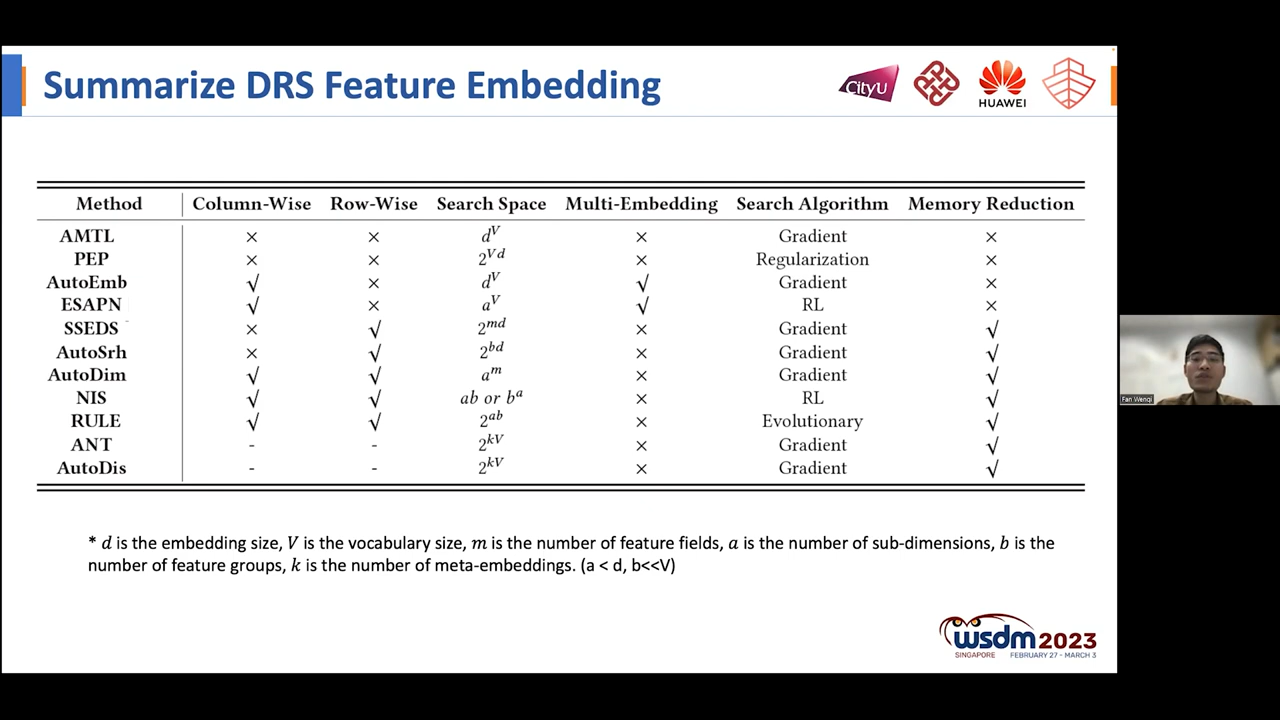 Summarize DRS Feature Embedding
CityU
HUAWEI
Method Column-Wise Row-Wise Search Space Multi-Embedding Search Algorithm Memory Reduction
AMTL × × d^V × Gradient ×
PEP × × 2^Vd × Regularization ×
AutoEmb √ × d^V √ Gradient ×
ESAPN √ × a^V √ RL ×
SSEDS × √ 2^md × Gradient √
AutoSrh × √ 2^bd × Gradient √
AutoDim √ √ a^m × Gradient √
NIS √ √ ab or b^a × RL √
RULE √ √ 2^ab × Evolutionary √
ANT - - 2^kV × Gradient √
AutoDis - - 2^kV × Gradient √
* d is the embedding size, V is the vocabulary size, m is the number of feature fields, a is the number of sub-dimensions, b is the
number of feature groups, k is the number of meta-embeddings. (a < d, b<<V)
wsdm 2023
SINGAPORE FEBRUARY 27 - MARCH 3
Fan Wenqi